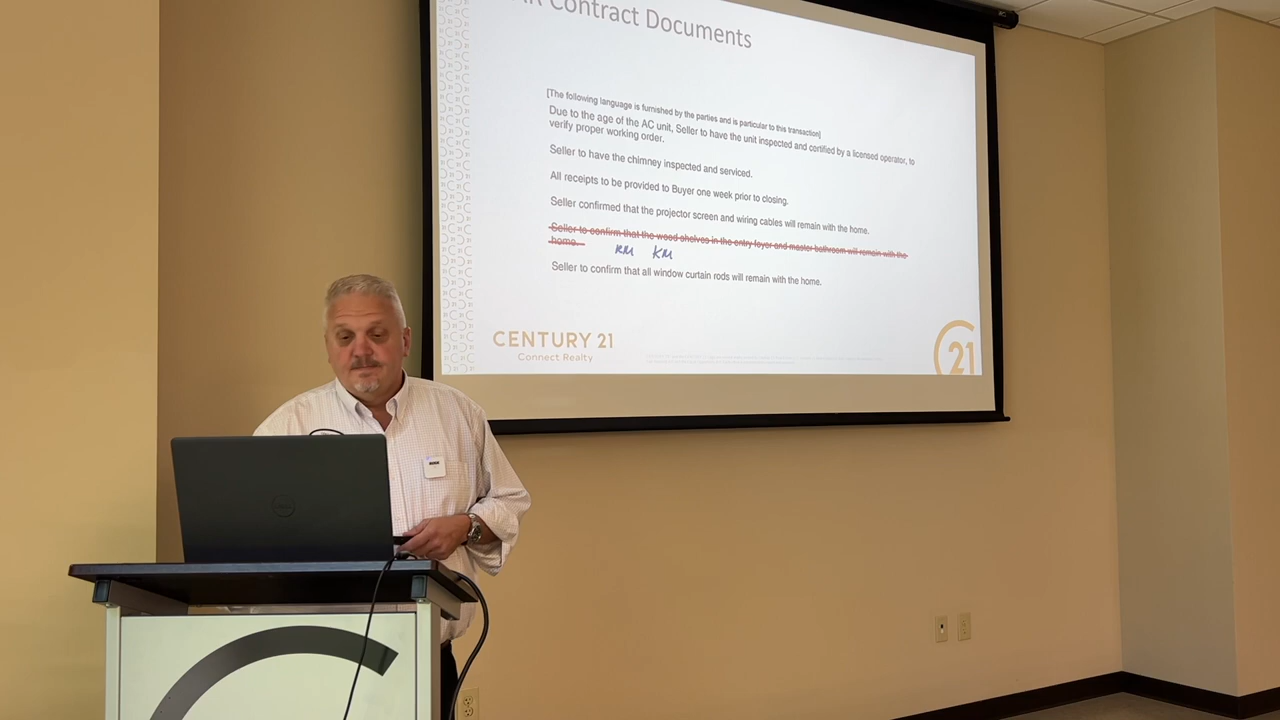 Contract Documents
[The following language is furnished by the parties and is particular to this transaction]
Due to the age of the AC unit, Seller to have the unit inspected and certified by a licensed operator, to
verify proper working order.
Seller to have the chimney inspected and serviced.
All receipts to be provided to Buyer one week prior to closing.
Seller confirmed that the projector screen and wiring cables will remain with the home.
Seller to confirm that the wood shelves in the entry foyer and master bathroom will remain with the
home.
KM
Seller to confirm that all window curtain rods will remain with the home.
CENTURY 21
Connect Realty
21
DELL